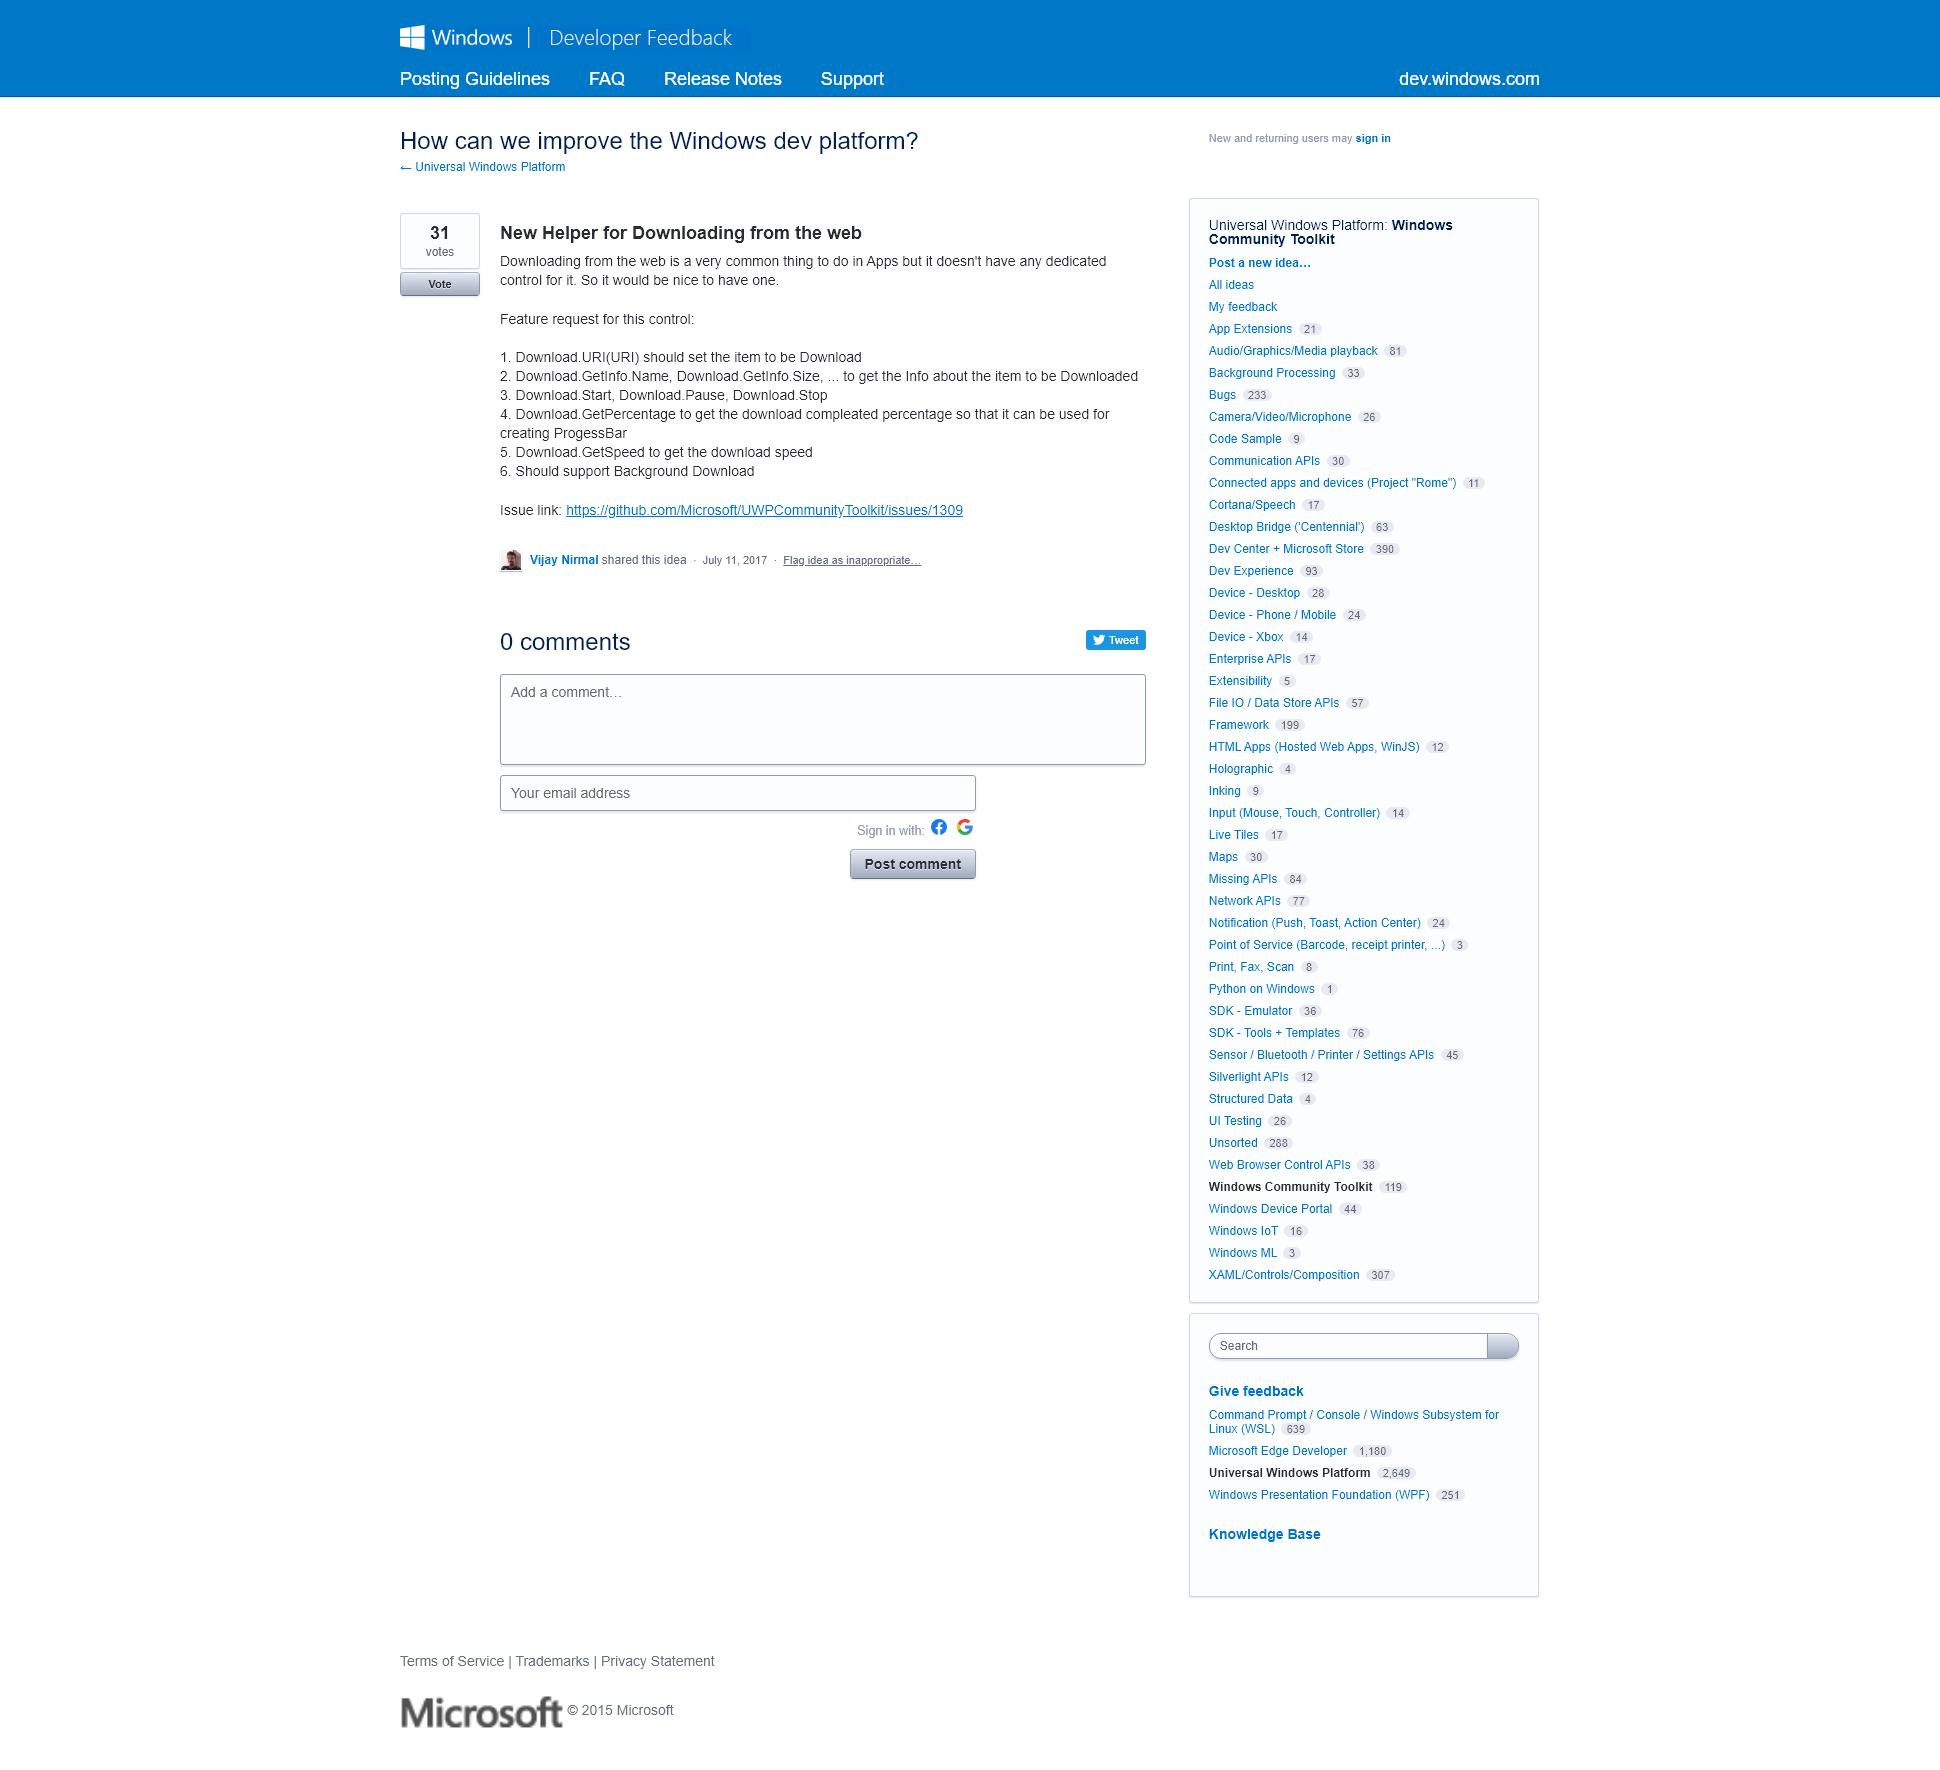 Windows | Developer Feedback
Posting Guidelines FAQ Release Notes Support dev.windows.com
How can we improve the Windows dev platform?
← Universal Windows Platform
New and returning users may sign in
31
votes
Vote
New Helper for Downloading from the web
Downloading from the web is a very common thing to do in Apps but it doesn't have any dedicated
control for it. So it would be nice to have one.
Feature request for this control:
1. Download.URI(URI) should set the item to be Download
2. Download.GetInfo.Name, Download.GetInfo.Size, ... to get the Info about the item to be Downloaded
3. Download.Start, Download.Pause, Download.Stop
4. Download.GetPercentage to get the download compleated percentage so that it can be used for
creating ProgessBar
5. Download.GetSpeed to get the download speed
6. Should support Background Download
Issue link: https://github.com/Microsoft/UWPCommunityToolkit/issues/1309
Vijay Nirmal shared this idea · July 11, 2017 · Flag idea as inappropriate…
0 comments
Tweet
Add a comment…
Your email address
Sign in with:
Post comment
Universal Windows Platform: Windows
Community Toolkit
Post a new idea…
All ideas
My feedback
App Extensions 21
Audio/Graphics/Media playback 81
Background Processing 33
Bugs 233
Camera/Video/Microphone 26
Code Sample 9
Communication APIs 30
Connected apps and devices (Project "Rome") 11
Cortana/Speech 17
Desktop Bridge ('Centennial') 63
Dev Center + Microsoft Store 390
Dev Experience 93
Device - Desktop 28
Device - Phone / Mobile 24
Device - Xbox 14
Enterprise APIs 17
Extensibility 5
File IO / Data Store APIs 57
Framework 199
HTML Apps (Hosted Web Apps, WinJS) 12
Holographic 4
Inking 9
Input (Mouse, Touch, Controller) 14
Live Tiles 17
Maps 30
Missing APIs 84
Network APIs 77
Notification (Push, Toast, Action Center) 24
Point of Service (Barcode, receipt printer, ...) 3
Print, Fax, Scan 8
Python on Windows 1
SDK - Emulator 36
SDK - Tools + Templates 76
Sensor / Bluetooth / Printer / Settings APIs 45
Silverlight APIs 12
Structured Data 4
UI Testing 26
Unsorted 288
Web Browser Control APIs 38
Windows Community Toolkit 119
Windows Device Portal 44
Windows IoT 16
Windows ML 3
XAML/Controls/Composition 307
Search
Give feedback
Command Prompt / Console / Windows Subsystem for
Linux (WSL) 639
Microsoft Edge Developer 1,180
Universal Windows Platform 2,649
Windows Presentation Foundation (WPF) 251
Knowledge Base
Terms of Service | Trademarks | Privacy Statement
Microsoft © 2015 Microsoft